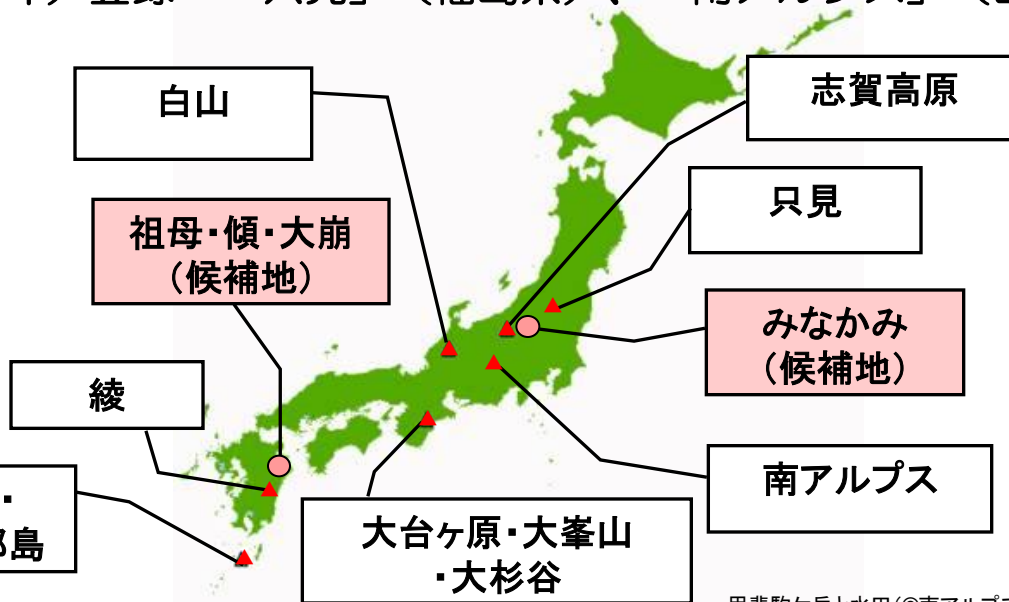 白山
志賀高原
只見
祖母・傾・大崩
（候補地）
みなかみ
（候補地）
綾
南アルプス
・
島
大台ヶ原・大峯山
・大杉谷